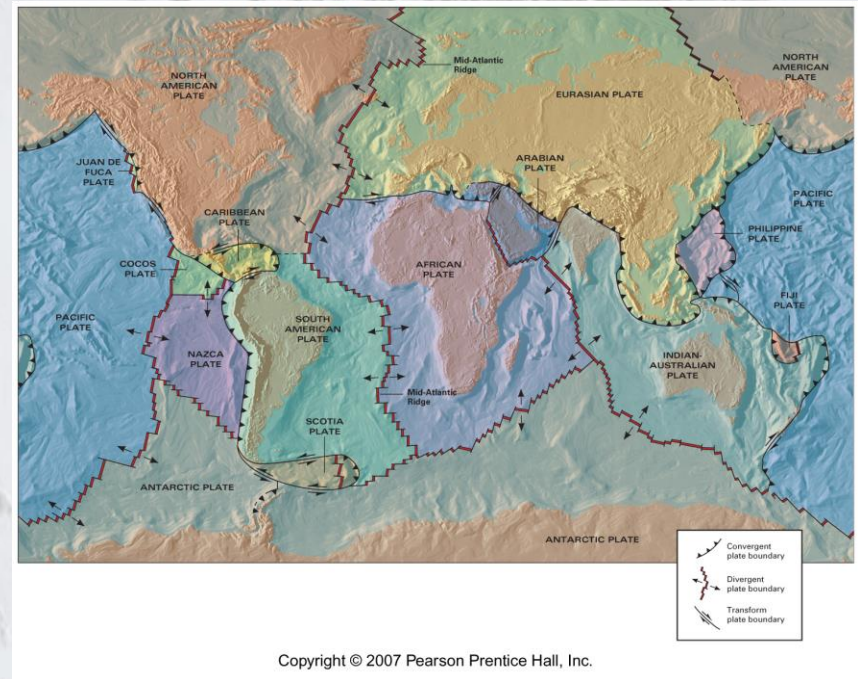 NORTH
AMERICAN
PLATE
Mid-Atlantic
Ridge
EURASIAN PLATE
NORTH
AMERICAN
PLATE
JUAN DE
FUCA
PLATE
ARABIAN
PLATE
PACIFIC
PLATE
CARIBBEAN
PLATE
PHILIPPINE
PLATE
COCOS
PLATE
AFRICAN
PLATE
FIJI
PLATE
PACIFIC
PLATE
SOUTH
AMERICAN
PLATE
NAZCA
PLATE
INDIAN-
AUSTRALIAN
PLATE
Mid-Atlantic
Ridge
SCOTIA
PLATE
ANTARCTIC PLATE
ANTARCTIC PLATE
Convergent
plate boundary
Divergent
plate boundary
Transform
plate boundary
Copyright © 2007 Pearson Prentice Hall, Inc.